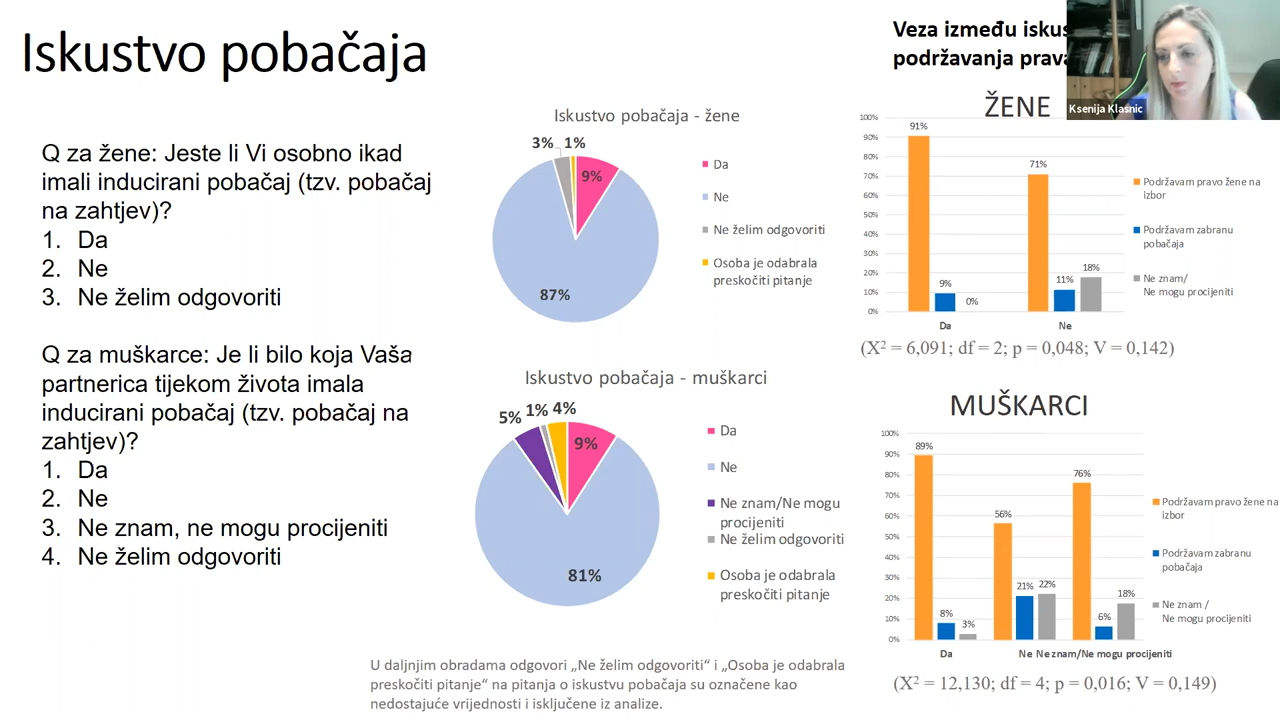 Iskustvo pobačaja
Q za žene: Jeste li Vi osobno ikad
imali inducirani pobačaj (tzv. pobačaj
na zahtjev)?
1. Da
2. Ne
3. Ne želim odgovoriti
Q za muškarce: Je li bilo koja Vaša
partnerica tijekom života imala
inducirani pobačaj (tzv. pobačaj na
zahtjev)?
1. Da
2. Ne
3. Ne znam, ne mogu procijeniti
4. Ne želim odgovoriti
Iskustvo pobačaja - žene
3% 1%
9%
87%
Da
Ne
Ne želim odgovoriti
Osoba je odabrala
preskočiti pitanje
Iskustvo pobačaja - muškarci
5% 1% 4%
9%
81%
Da
Ne
Ne znam/Ne mogu
procijeniti
Ne želim odgovoriti
Osoba je odabrala
preskočiti pitanje
U daljnjim obradama odgovori „Ne želim odgovoriti“ i „Osoba je odabrala
preskočiti pitanje“ na pitanja o iskustvu pobačaja su označene kao
nedostajuće vrijednosti i isključene iz analize.
Veza između
podržavanja
Ksenija Klasnic
ŽENE
100%
90%
80%
70%
60%
50%
40%
30%
20%
10%
0%
91%
9%
0%
71%
11%
18%
Da Ne
Podržavam pravo žene na
izbor
Podržavam zabranu
pobačaja
Ne znam/
Ne mogu procijeniti
(X² = 6,091; df = 2; p = 0,048; V = 0,142)
MUŠKARCI
100%
90%
80%
70%
60%
50%
40%
30%
20%
10%
0%
89%
8%
3%
56%
21%
22%
76%
6%
18%
Da Ne Ne znam/Ne mogu procijeniti
Podržavam pravo žene na
izbor
Podržavam zabranu
pobačaja
Ne znam /
Ne mogu procijeniti
(X² = 12,130; df = 4; p = 0,016; V = 0,149)